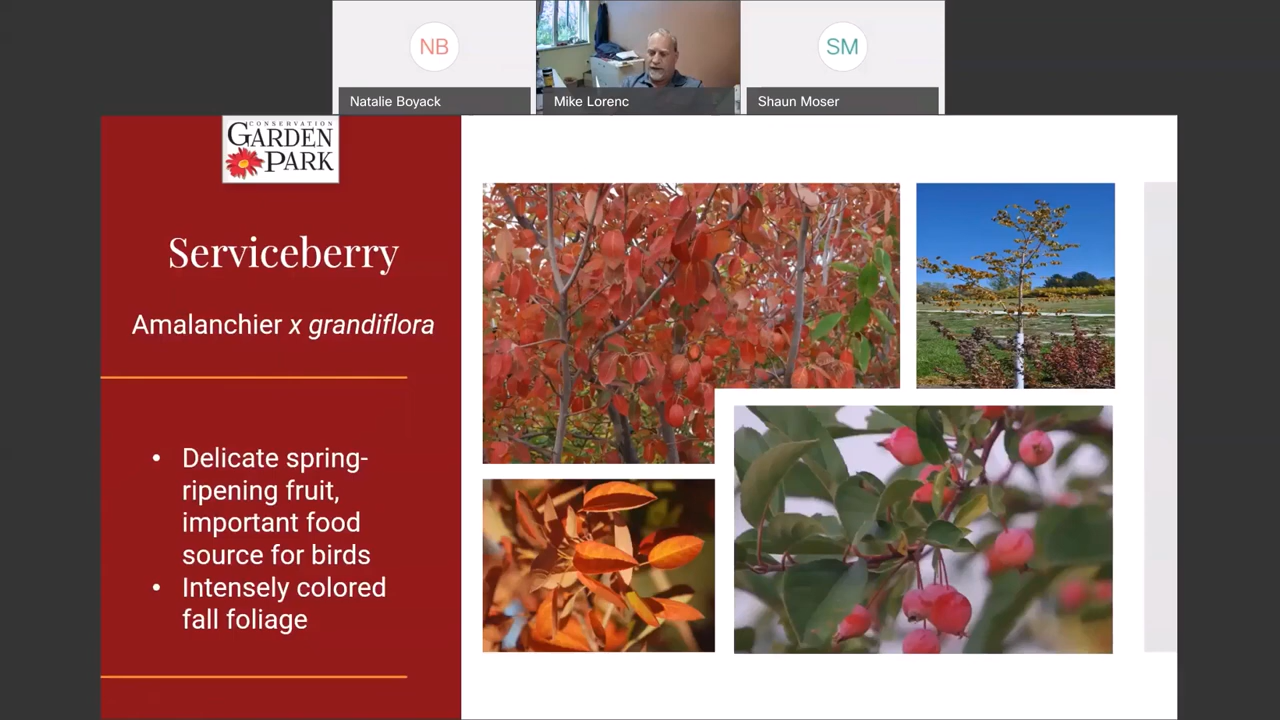 NB
SM
Natalie Boyack
Mike Lorenc
Shaun Moser
CONSERVATION
GARDEN
PARK
Serviceberry
Amalanchier x grandiflora
• Delicate spring-
ripening fruit,
important food
source for birds
• Intensely colored
fall foliage